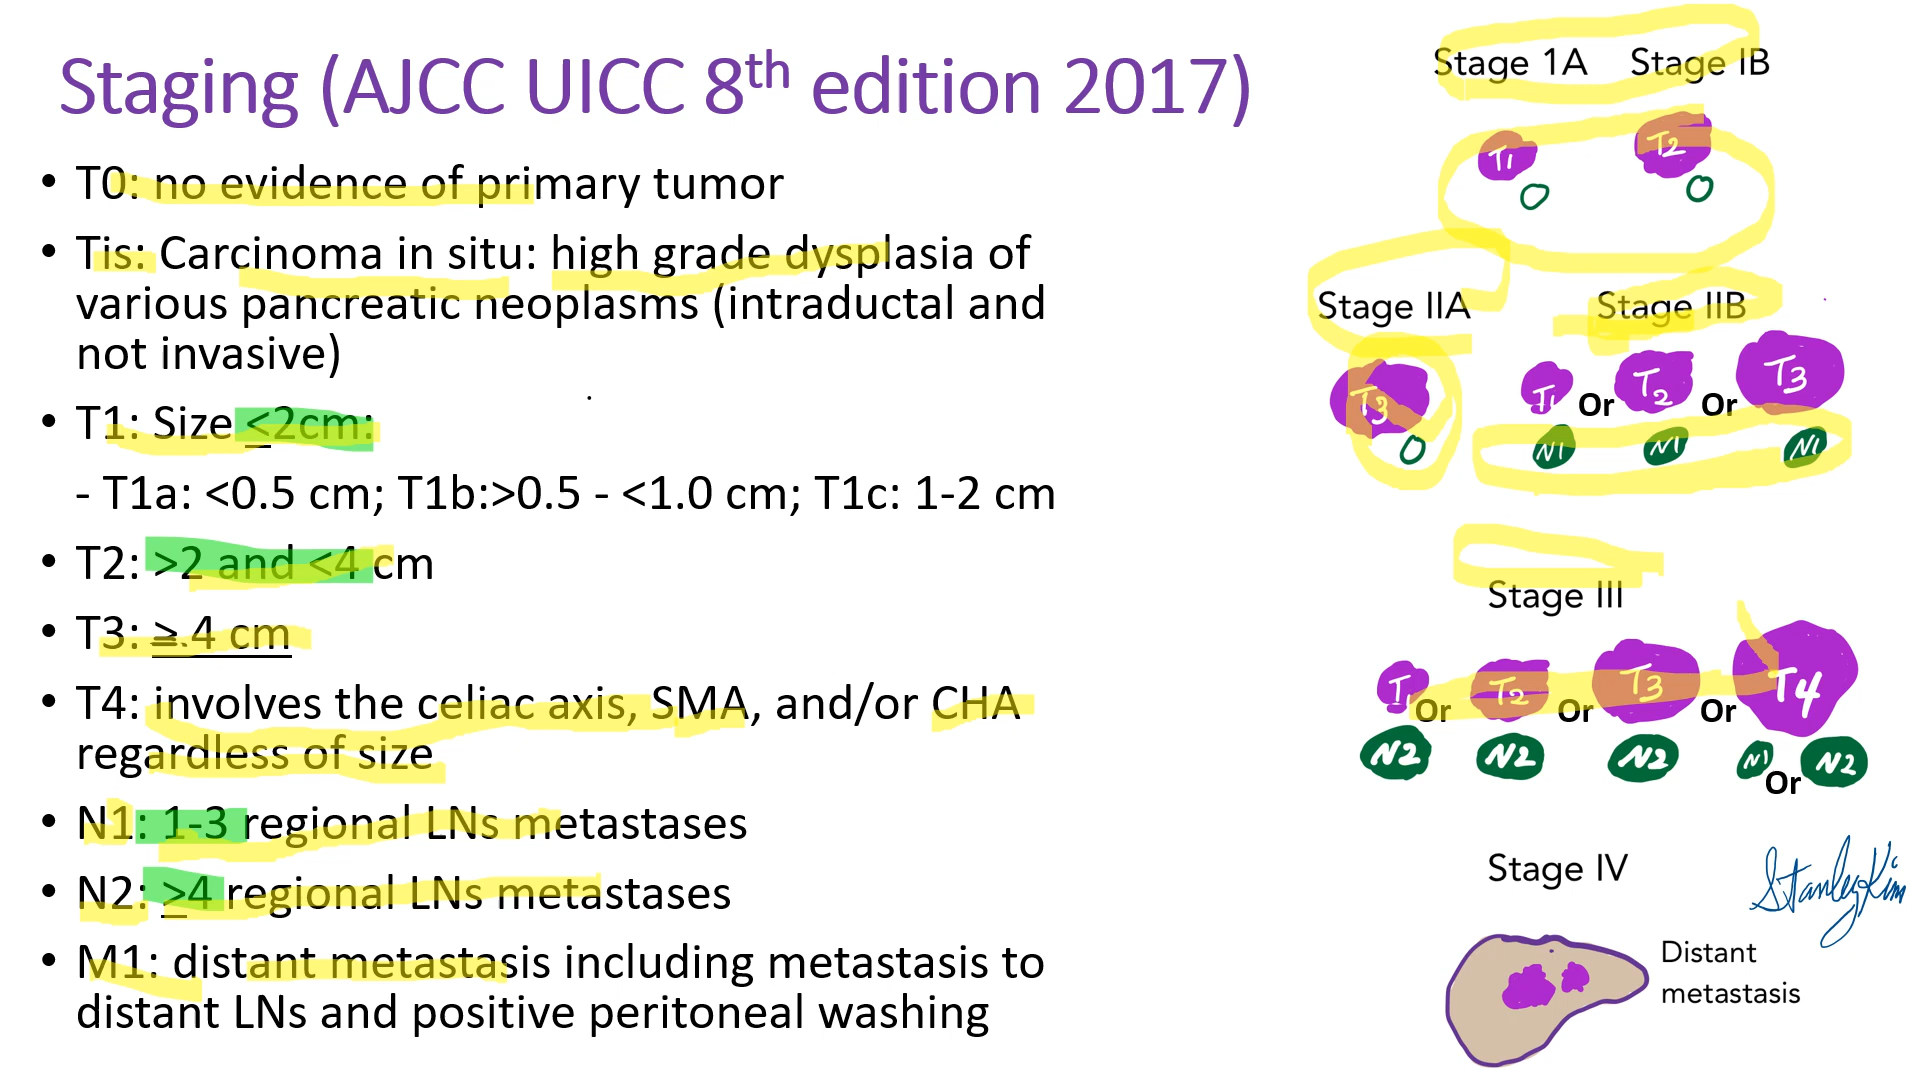 Staging (AJCC UICC 8th edition 2017)
• T0: no evidence of primary tumor
• Tis: Carcinoma in situ: high grade dysplasia of
various pancreatic neoplasms (intraductal and
not invasive)
• T1: Size <2cm:
- T1a: <0.5 cm; T1b:>0.5 - <1.0 cm; T1c: 1-2 cm
• T2: >2 and <4 cm
• T3: ≥ 4 cm
• T4: involves the celiac axis, SMA, and/or CHA
regardless of size
• N1: 1-3 regional LNs metastases
• N2: >4 regional LNs metastases
• M1: distant metastasis including metastasis to
distant LNs and positive peritoneal washing
Stage 1A Stage IB
T1 T2
O O
Stage IIA Stage IIB
T3 T1 Or T2 Or T3
O N1 N1 N1
Stage III
T1 Or T2 Or T3 Or T4
N2 N2 N2 N1 Or N2
Stage IV
Stanley Kim
Distant
metastasis